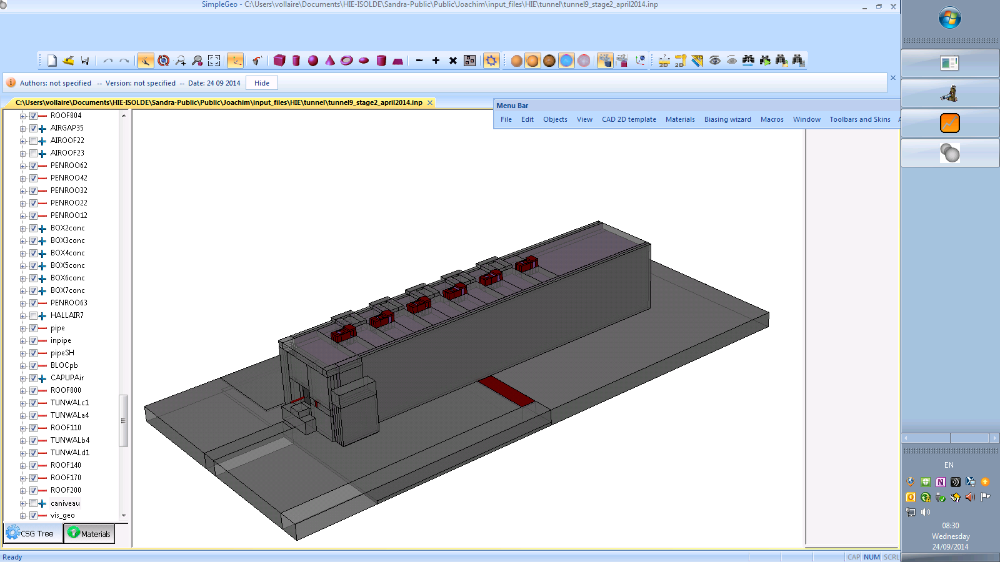 SimpleGeo - C:\Users\vollaire\Documents\HIE-ISOLDE\Sandra-Public\Public\Joachim\input_files\HIE\tunnel\tunnel9_stage2_april2014.inp
2D
2D
Authors: not specified -- Version: not specified -- Date: 24 09 2014 Hide
C:\Users\vollaire\Documents\HIE-ISOLDE\Sandra-Public\Public\Joachim\input_files\HIE\tunnel\tunnel9_stage2_april2014.inp
Menu Bar
File Edit Objects View CAD 2D template Materials Biasing wizard Macros Window Toolbars and Skins
ROOF804
AIRGAP35
AIROOF22
AIROOF23
PENROO62
PENROO42
PENROO32
PENROO22
PENROO12
BOX2conc
BOX3conc
BOX4conc
BOX5conc
BOX6conc
BOX7conc
PENROO63
HALLAIR7
pipe
inpipe
pipeSH
BLOCpb
CAPUPAir
ROOF800
TUNWALc1
TUNWALa4
ROOF110
TUNWALb4
TUNWALd1
ROOF140
ROOF170
ROOF200
caniveau
vis_geo
CSG Tree Materials
Ready CAP NUM SCRL
EN
08:30
Wednesday
24/09/2014